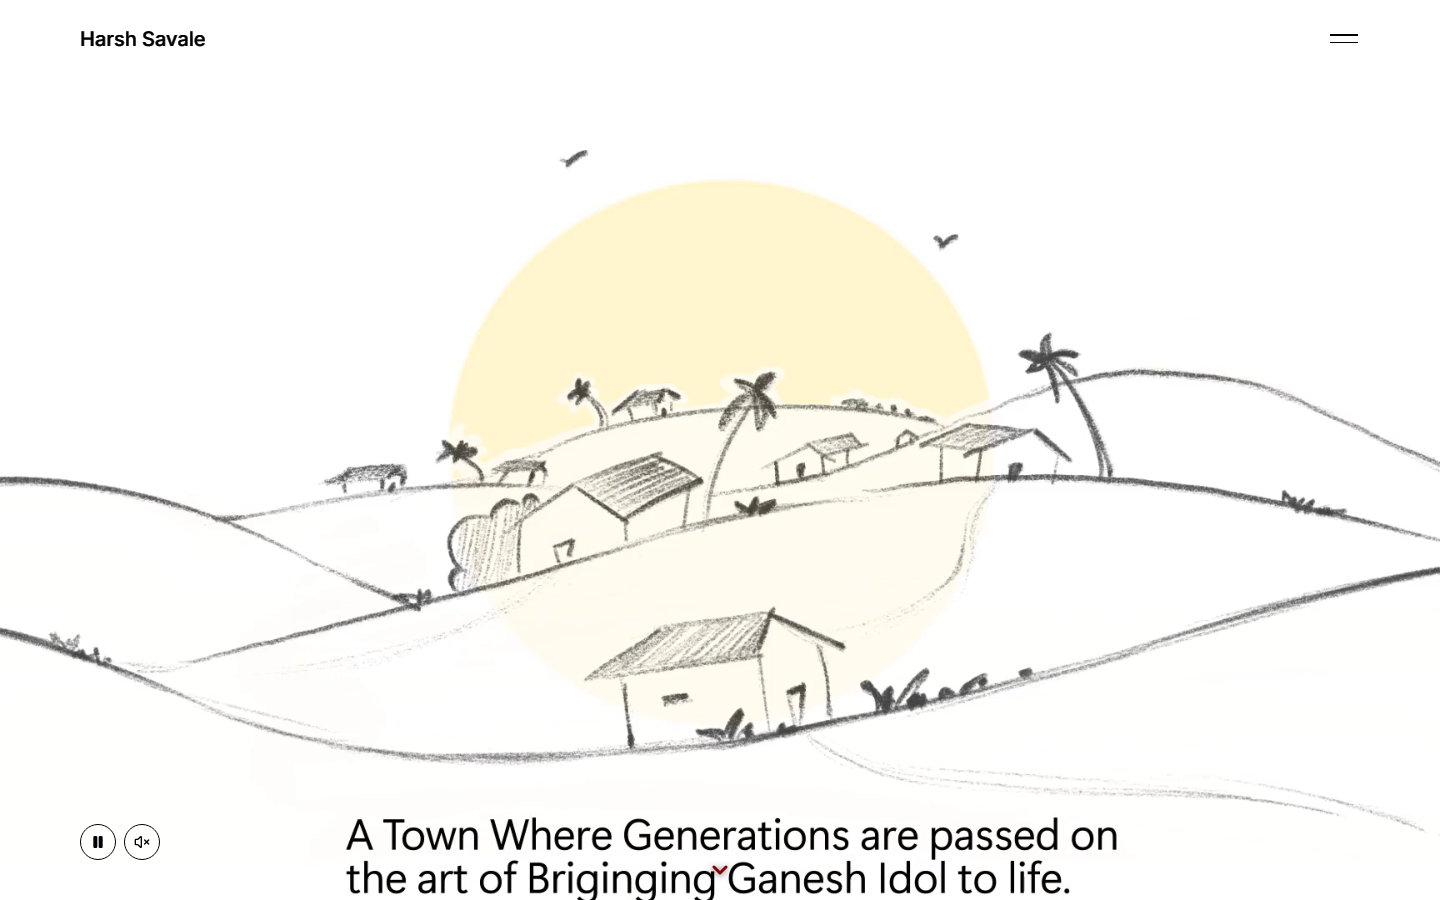 Harsh Savale
A Town Where Generations are passed on
the art of Briginging Ganesh Idol to life.